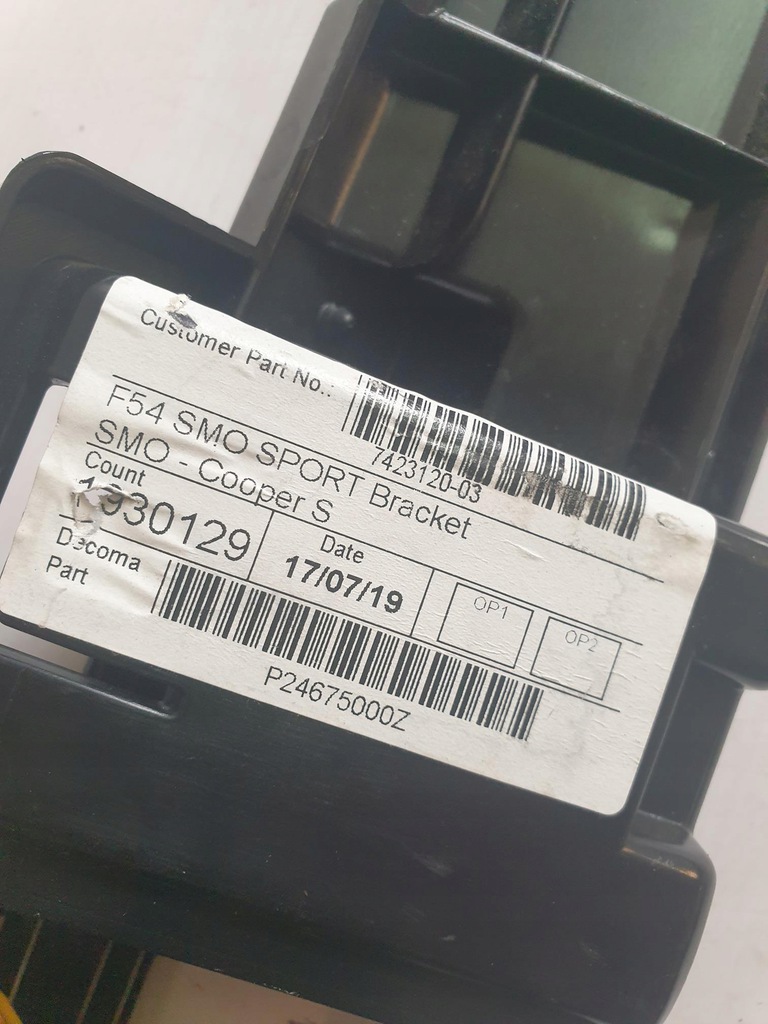 Customer Part No.:
7423120-03
F54 SMO SPORT Bracket
SMO - Cooper S
Count
1930129
Date
17/07/19
OP1
OP2
Decoma
Part
P24675000Z